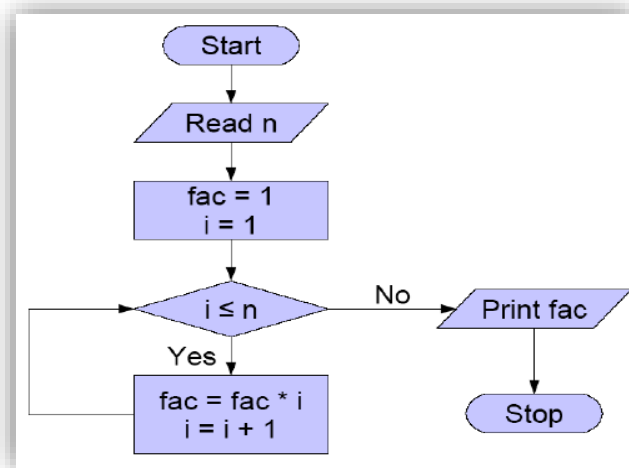 Start
Read n
fac = 1
i = 1
i ≤ n
No
Print fac
Yes
fac = fac * i
i = i + 1
Stop